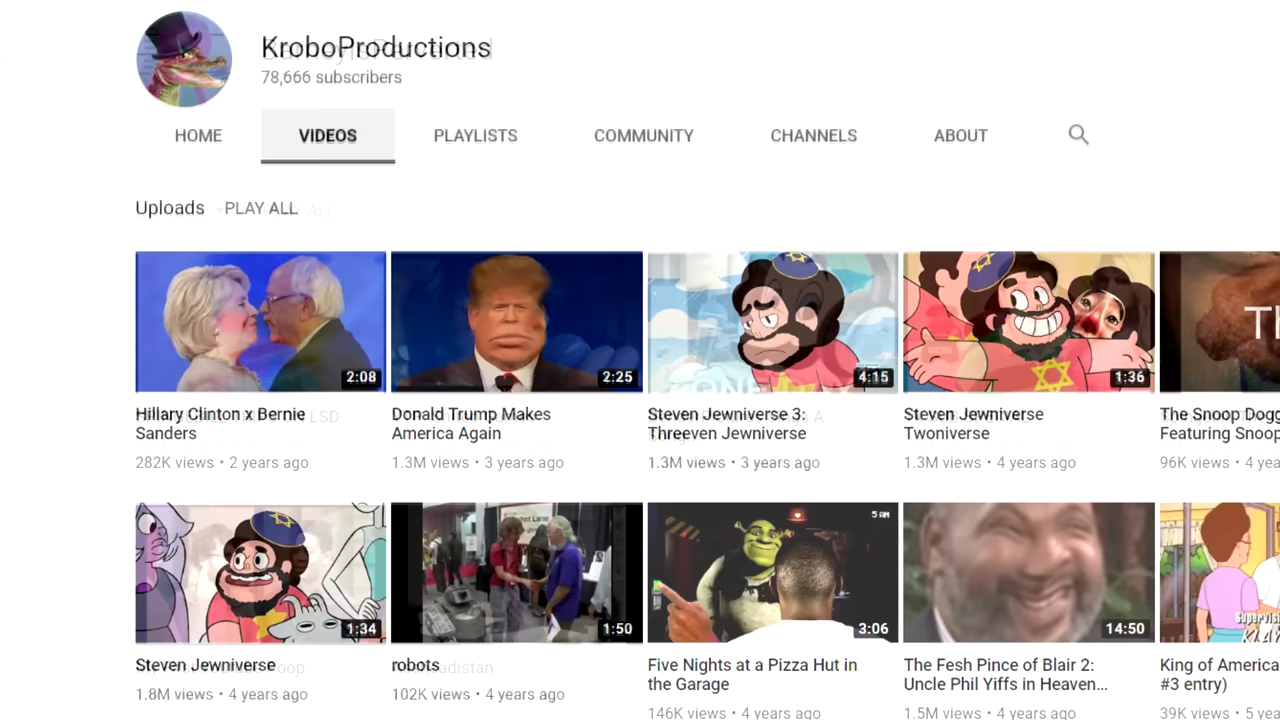 KroboProductions
78,666 subscribers
HOME VIDEOS PLAYLISTS COMMUNITY CHANNELS ABOUT
Uploads PLAY ALL
2:08 2:25 4:15 1:36
Hillary Clinton x Bernie
Sanders
282K views • 2 years ago
Donald Trump Makes
America Again
1.3M views • 3 years ago
Steven Jewniverse 3:
Threeven Jewniverse
1.3M views • 3 years ago
Steven Jewniverse
Twoniverse
1.3M views • 4 years ago
The Snoop Dogg
Featuring Snoop
96K views • 4 yea
5 AM
1:34 1:50 3:06 14:50
Steven Jewniverse
1.8M views • 4 years ago
robots
102K views • 4 years ago
Five Nights at a Pizza Hut in
the Garage
146K views • 4 years ago
The Fesh Pince of Blair 2:
Uncle Phil Yiffs in Heaven...
1.5M views • 4 years ago
King of America
#3 entry)
39K views • 5 yea